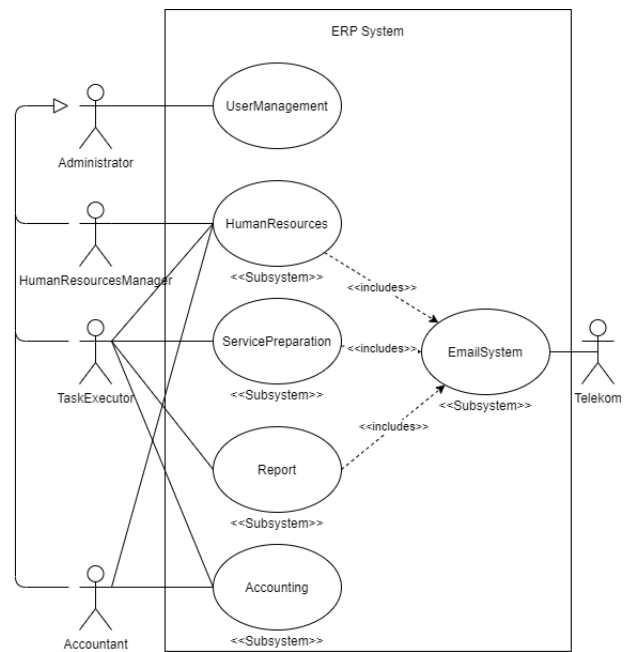 ERP System
UserManagement
Administrator
HumanResources
<<Subsystem>>
HumanResourcesManager
<<includes>>
ServicePreparation
<<includes>>
EmailSystem
<<Subsystem>>
TaskExecutor
Telekom
<<Subsystem>>
<<includes>>
Report
<<Subsystem>>
Accounting
Accountant
<<Subsystem>>